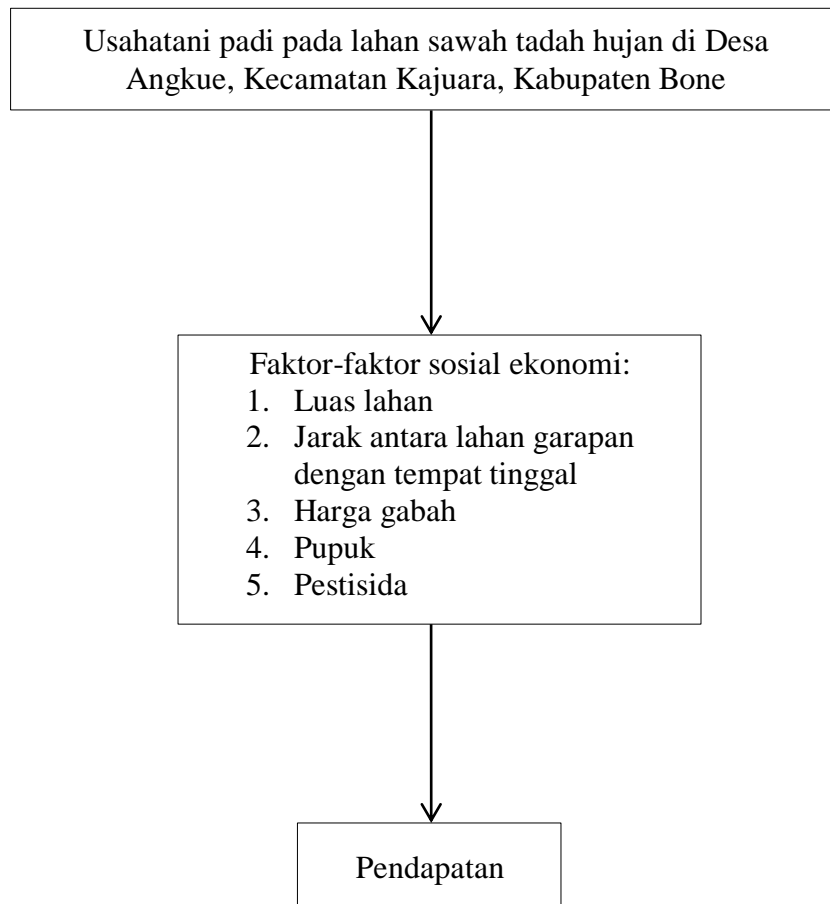 Usahatani padi pada lahan sawah tadah hujan di Desa
Angkue, Kecamatan Kajuara, Kabupaten Bone
Faktor-faktor sosial ekonomi:
1. Luas lahan
2. Jarak antara lahan garapan
dengan tempat tinggal
3. Harga gabah
4. Pupuk
5. Pestisida
Pendapatan